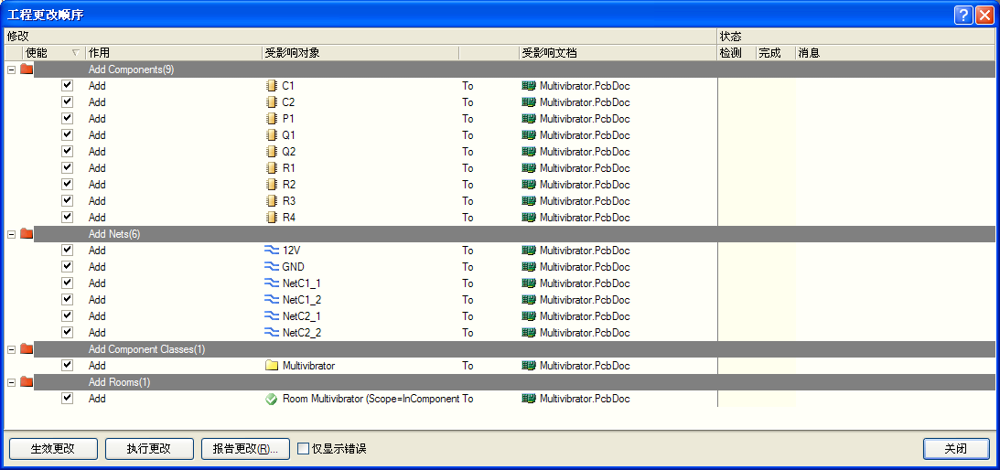 工程更改顺序
修改 状态
使能 作用 受影响对象 受影响文档 检测 完成 消息
Add Components(9)
Add C1 To Multivibrator.PcbDoc
Add C2 To Multivibrator.PcbDoc
Add P1 To Multivibrator.PcbDoc
Add Q1 To Multivibrator.PcbDoc
Add Q2 To Multivibrator.PcbDoc
Add R1 To Multivibrator.PcbDoc
Add R2 To Multivibrator.PcbDoc
Add R3 To Multivibrator.PcbDoc
Add R4 To Multivibrator.PcbDoc
Add Nets(6)
Add 12V To Multivibrator.PcbDoc
Add GND To Multivibrator.PcbDoc
Add NetC1_1 To Multivibrator.PcbDoc
Add NetC1_2 To Multivibrator.PcbDoc
Add NetC2_1 To Multivibrator.PcbDoc
Add NetC2_2 To Multivibrator.PcbDoc
Add Component Classes(1)
Add Multivibrator To Multivibrator.PcbDoc
Add Rooms(1)
Add Room Multivibrator (Scope=InComponent To Multivibrator.PcbDoc
生效更改 执行更改 报告更改(R)... 仅显示错误 关闭